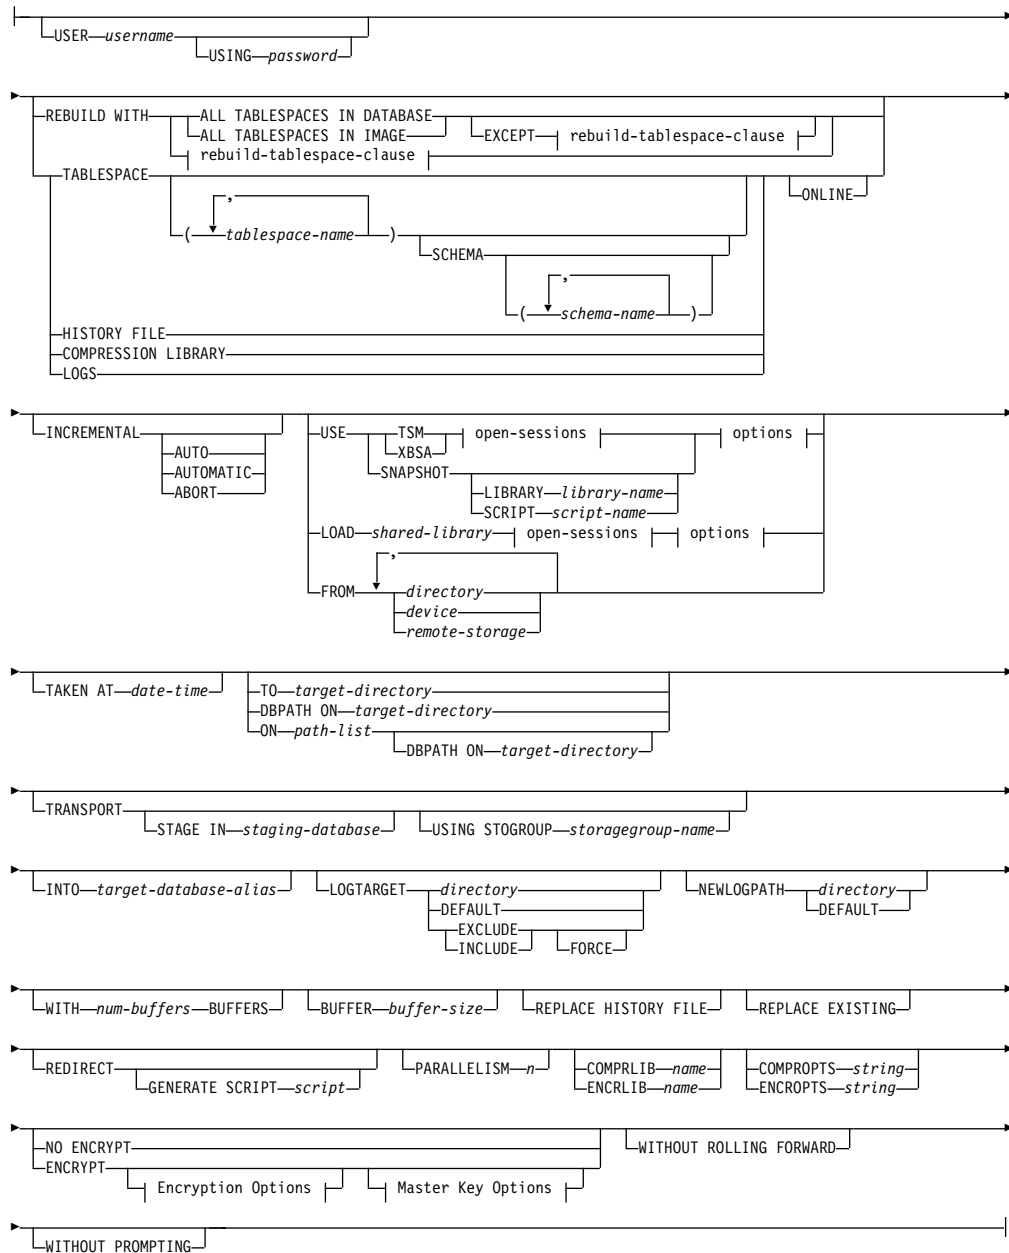 USER username
USING password
REBUILD WITH ALL TABLESPACES IN DATABASE
ALL TABLESPACES IN IMAGE EXCEPT rebuild-tablespace-clause
rebuild-tablespace-clause
TABLESPACE
ONLINE
,
( tablespace-name )
SCHEMA
,
( schema-name )
HISTORY FILE
COMPRESSION LIBRARY
LOGS
INCREMENTAL
AUTO
AUTOMATIC
ABORT
USE TSM open-sessions options
XBSA
SNAPSHOT
LIBRARY library-name
SCRIPT script-name
LOAD shared-library open-sessions options
,
FROM directory
device
remote-storage
TAKEN AT date-time
TO target-directory
DBPATH ON target-directory
ON path-list
DBPATH ON target-directory
TRANSPORT
STAGE IN staging-database USING STOGROUP storagegroup-name
INTO target-database-alias LOGTARGET directory NEWLOGPATH directory
DEFAULT DEFAULT
EXCLUDE
INCLUDE FORCE
WITH num-buffers BUFFERS BUFFER buffer-size REPLACE HISTORY FILE REPLACE EXISTING
REDIRECT PARALLELISM n COMPRLIB name COMPROPTS string
GENERATE SCRIPT script ENCRLIB name ENCROPTS string
NO ENCRYPT WITHOUT ROLLING FORWARD
ENCRYPT
Encryption Options Master Key Options
WITHOUT PROMPTING